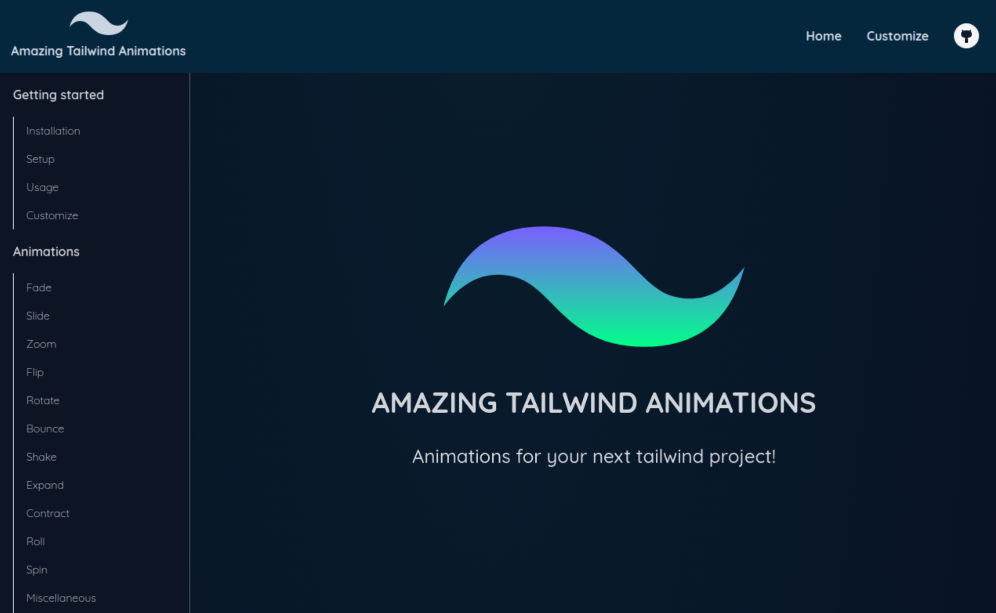 Amazing Tailwind Animations
Home
Customize
Getting started
Installation
Setup
Usage
Customize
Animations
Fade
Slide
Zoom
Flip
Rotate
Bounce
Shake
Expand
Contract
Roll
Spin
Miscellaneous
AMAZING TAILWIND ANIMATIONS
Animations for your next tailwind project!